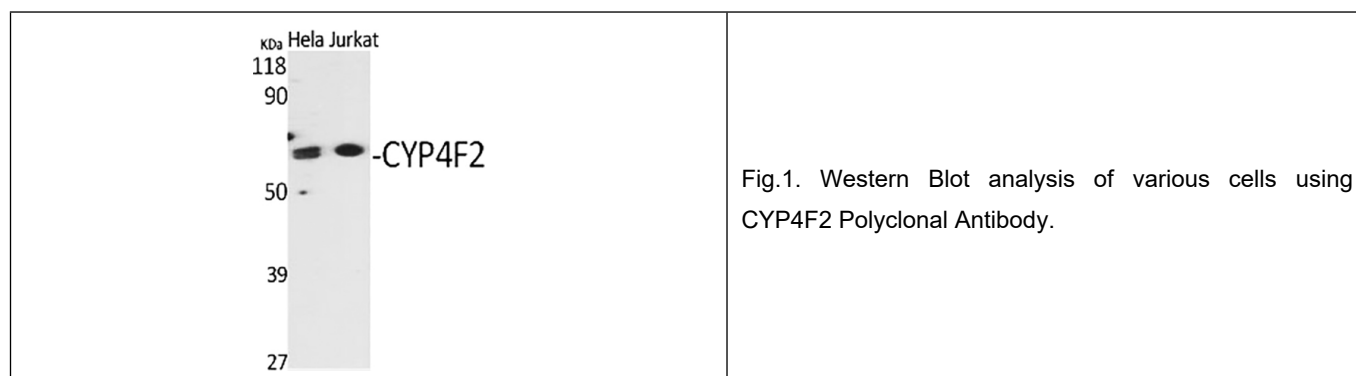 KDa Hela Jurkat
118
90
-CYP4F2
50
39
27
Fig.1. Western Blot analysis of various cells using
CYP4F2 Polyclonal Antibody.